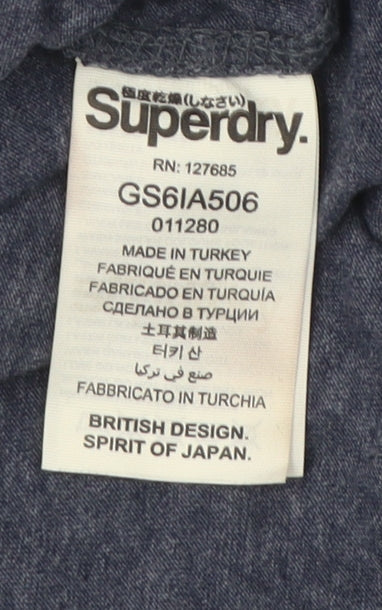 極度乾燥(しなさい)
Superdry.
RN: 127685
GS6IA506
011280
MADE IN TURKEY
FABRIQUÉ EN TURQUIE
FABRICADO EN TURQUÍA
СДЕЛАНО В ТУРЦИИ
土耳其制造
터키 산
صنع في تركيا
FABBRICATO IN TURCHIA
BRITISH DESIGN.
SPIRIT OF JAPAN.